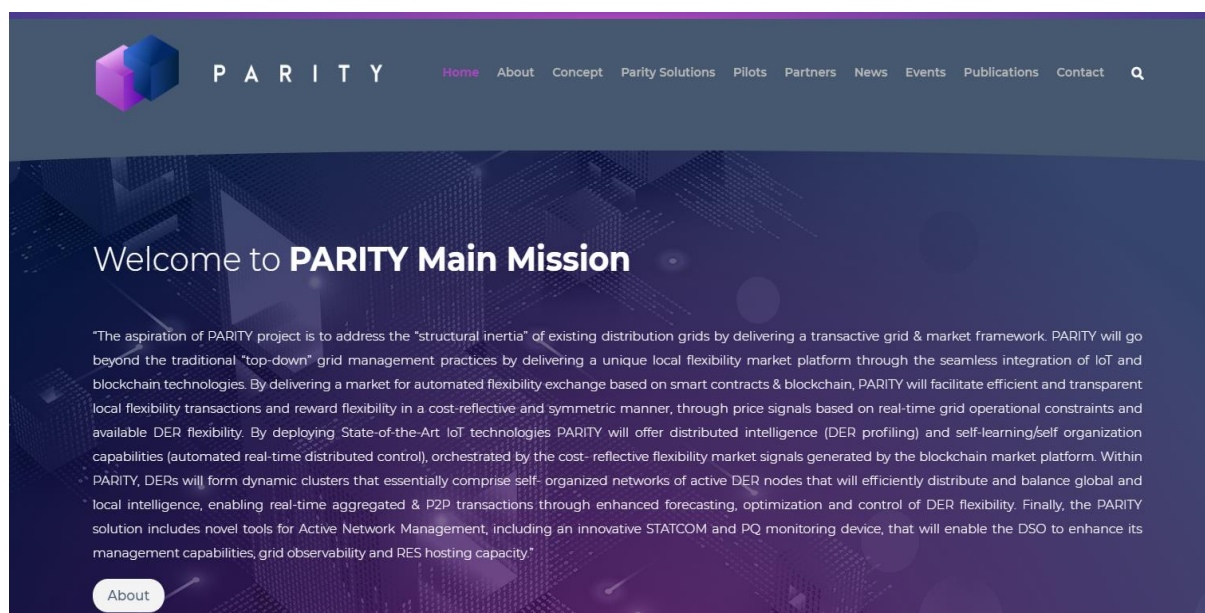 PARITY
Home About Concept Parity Solutions Pilots Partners News Events Publications Contact
Welcome to PARITY Main Mission
"The aspiration of PARITY project is to address the "structural inertia" of existing distribution grids by delivering a transactive grid & market framework. PARITY will go
beyond the traditional "top-down" grid management practices by delivering a unique local flexibility market platform through the seamless integration of IoT and
blockchain technologies. By delivering a market for automated flexibility exchange based on smart contracts & blockchain, PARITY will facilitate efficient and transparent
local flexibility transactions and reward flexibility in a cost-reflective and symmetric manner, through price signals based on real-time grid operational constraints and
available DER flexibility. By deploying State-of-the-Art IoT technologies PARITY will offer distributed intelligence (DER profiling) and self-learning/self organization
capabilities (automated real-time distributed control), orchestrated by the cost- reflective flexibility market signals generated by the blockchain market platform. Within
PARITY, DERs will form dynamic clusters that essentially comprise self- organized networks of active DER nodes that will efficiently distribute and balance global and
local intelligence, enabling real-time aggregated & P2P transactions through enhanced forecasting, optimization and control of DER flexibility. Finally, the PARITY
solution includes novel tools for Active Network Management, including an innovative STATCOM and PQ monitoring device, that will enable the DSO to enhance its
management capabilities, grid observability and RES hosting capacity."
About